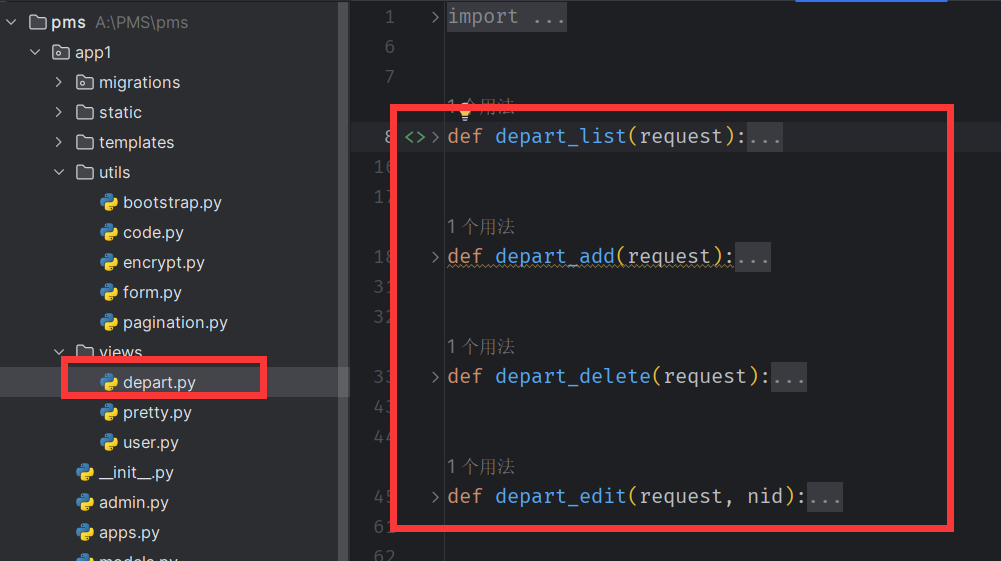 pms A:\PMS\pms
app1
migrations
static
templates
utils
bootstrap.py
code.py
encrypt.py
form.py
pagination.py
views
depart.py
pretty.py
user.py
__init__.py
admin.py
apps.py
models.py
1 import ...
6
7
1 个用法
8 <> def depart_list(request):...
16
17
1 个用法
18 def depart_add(request):...
31
32
1 个用法
33 def depart_delete(request):...
43
44
1 个用法
45 def depart_edit(request, nid):...
61
62